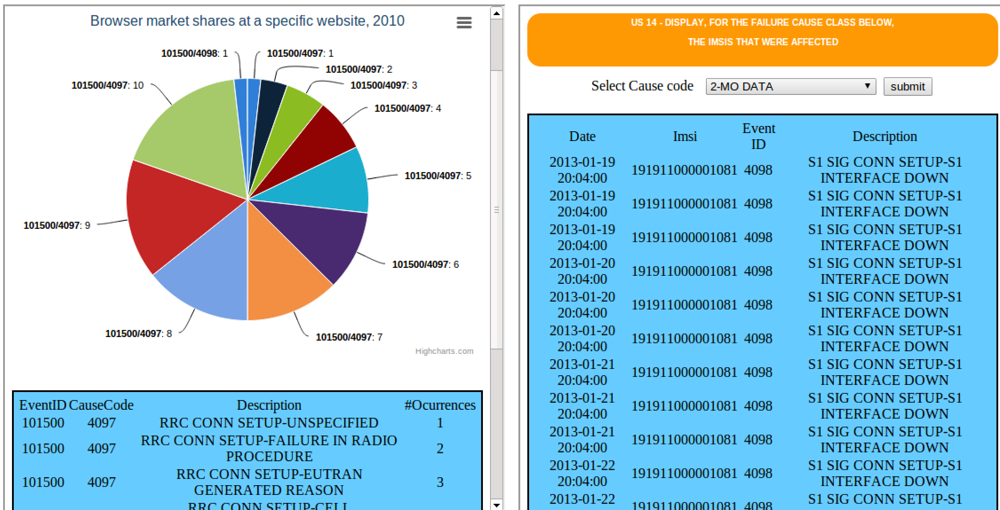 Browser market shares at a specific website, 2010
101500/4098: 1
101500/4097: 1
101500/4097: 2
101500/4097: 10
101500/4097: 3
101500/4097: 4
101500/4097: 5
101500/4097: 9
101500/4097: 6
101500/4097: 8
101500/4097: 7
Highcharts.com
EventID CauseCode Description #Ocurrences
101500 4097 RRC CONN SETUP-UNSPECIFIED 1
101500 4097 RRC CONN SETUP-FAILURE IN RADIO
PROCEDURE 2
101500 4097 RRC CONN SETUP-EUTRAN
GENERATED REASON 3
RRC CONN SETUP-CELL
US 14 - DISPLAY, FOR THE FAILURE CAUSE CLASS BELOW,
THE IMSIS THAT WERE AFFECTED
Select Cause code 2-MO DATA submit
Date Imsi Event
ID Description
2013-01-19
20:04:00 191911000001081 4098 S1 SIG CONN SETUP-S1
INTERFACE DOWN
2013-01-19
20:04:00 191911000001081 4098 S1 SIG CONN SETUP-S1
INTERFACE DOWN
2013-01-19
20:04:00 191911000001081 4098 S1 SIG CONN SETUP-S1
INTERFACE DOWN
2013-01-20
20:04:00 191911000001081 4098 S1 SIG CONN SETUP-S1
INTERFACE DOWN
2013-01-20
20:04:00 191911000001081 4098 S1 SIG CONN SETUP-S1
INTERFACE DOWN
2013-01-20
20:04:00 191911000001081 4098 S1 SIG CONN SETUP-S1
INTERFACE DOWN
2013-01-21
20:04:00 191911000001081 4098 S1 SIG CONN SETUP-S1
INTERFACE DOWN
2013-01-21
20:04:00 191911000001081 4098 S1 SIG CONN SETUP-S1
INTERFACE DOWN
2013-01-21
20:04:00 191911000001081 4098 S1 SIG CONN SETUP-S1
INTERFACE DOWN
2013-01-22
20:04:00 191911000001081 4098 S1 SIG CONN SETUP-S1
INTERFACE DOWN
2013-01-22 191911000001081 4098 S1 SIG CONN SETUP-S1